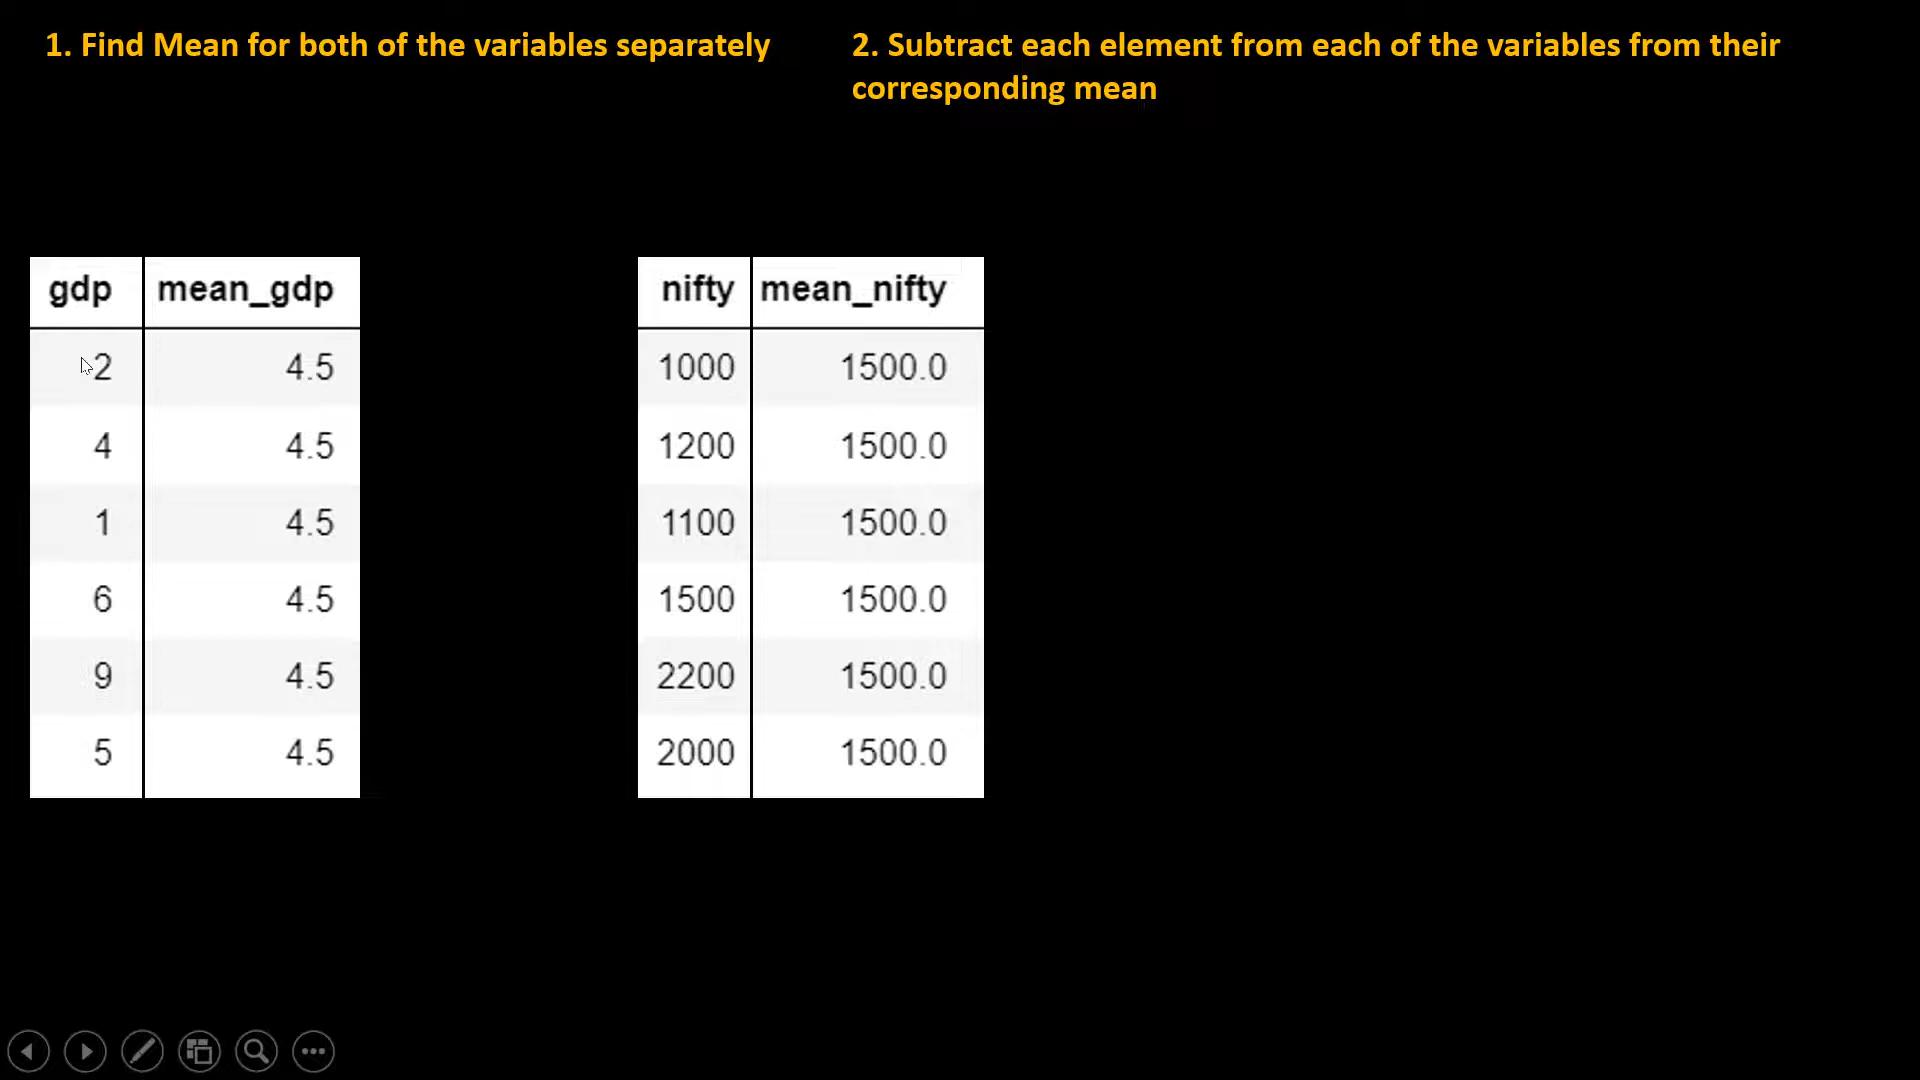 1. Find Mean for both of the variables separately
2. Subtract each element from each of the variables from their
corresponding mean
gdp mean_gdp
2 4.5
4 4.5
1 4.5
6 4.5
9 4.5
5 4.5
nifty mean_nifty
1000 1500.0
1200 1500.0
1100 1500.0
1500 1500.0
2200 1500.0
2000 1500.0